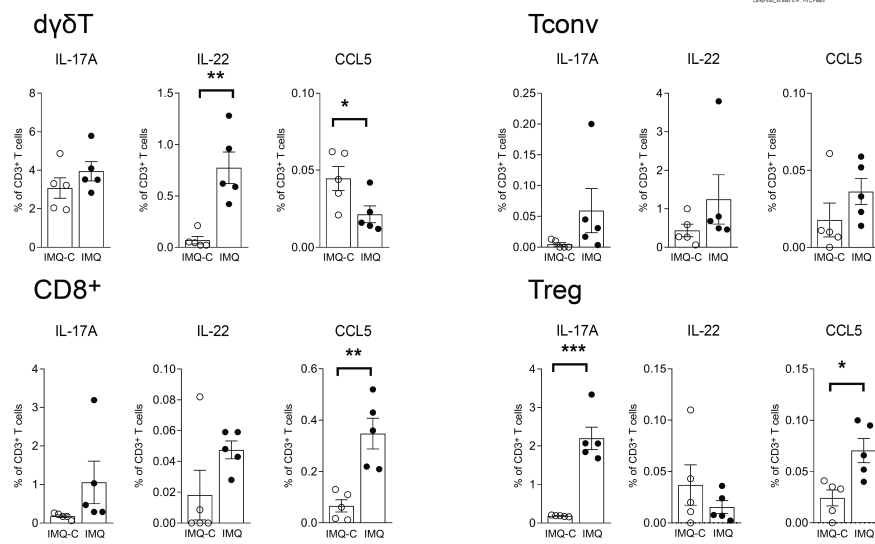 dγδT
IL-17A
% of CD3+ T cells
8
6
4
2
0
IMQ-C IMQ
IL-22
**
% of CD3+ T cells
1.5
1.0
0.5
0.0
IMQ-C IMQ
CCL5
*
% of CD3+ T cells
0.10
0.05
0.00
IMQ-C IMQ
Tconv
IL-17A
% of CD3+ T cells
0.25
0.20
0.15
0.10
0.05
0.00
IMQ-C IMQ
IL-22
% of CD3+ T cells
4
3
2
1
0
IMQ-C IMQ
CCL5
% of CD3+ T cells
0.10
0.05
0.00
IMQ-C IMQ
CD8+
IL-17A
% of CD3+ T cells
4
3
2
1
0
IMQ-C IMQ
IL-22
% of CD3+ T cells
0.10
0.08
0.06
0.04
0.02
0.00
IMQ-C IMQ
CCL5
**
% of CD3+ T cells
0.6
0.4
0.2
0.0
IMQ-C IMQ
Treg
IL-17A
***
% of CD3+ T cells
4
3
2
1
0
IMQ-C IMQ
IL-22
% of CD3+ T cells
0.15
0.10
0.05
0.00
IMQ-C IMQ
CCL5
*
% of CD3+ T cells
0.15
0.10
0.05
0.00
IMQ-C IMQ